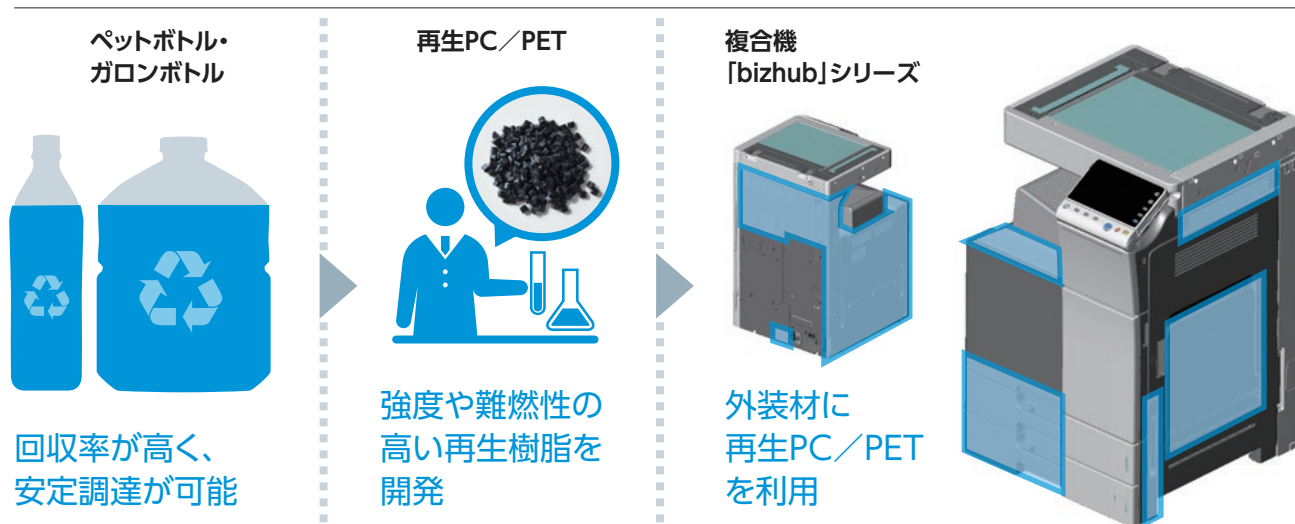 ペットボトル・
ガロンボトル
回収率が高く、
安定調達が可能
再生PC／PET
強度や難燃性の
高い再生樹脂を
開発
複合機
「bizhub」シリーズ
外装材に
再生PC／PET
を利用